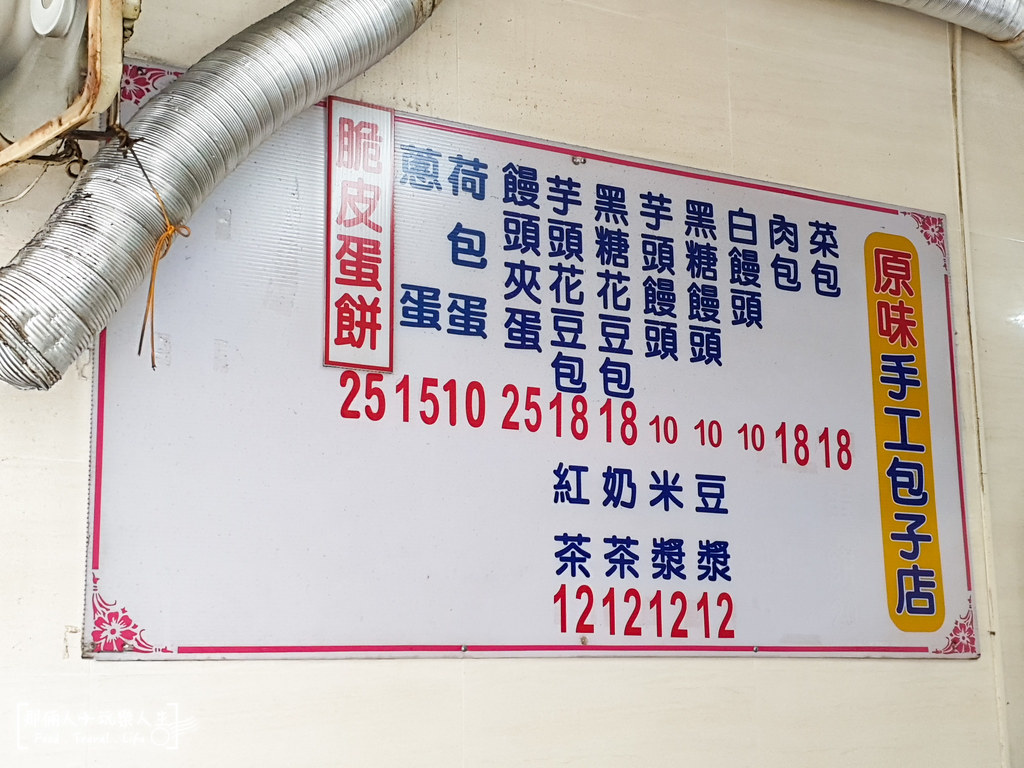 原味手工包子店
菜包
18
肉包
18
白饅頭
10
黑糖饅頭
10
芋頭饅頭
10
黑糖花豆包
18
芋頭花豆包
18
饅頭夾蛋
25
荷包蛋
10
蔥蛋
15
脆皮蛋餅
25
豆漿
12
米漿
12
奶茶
12
紅茶
12
Food . Travel . Life